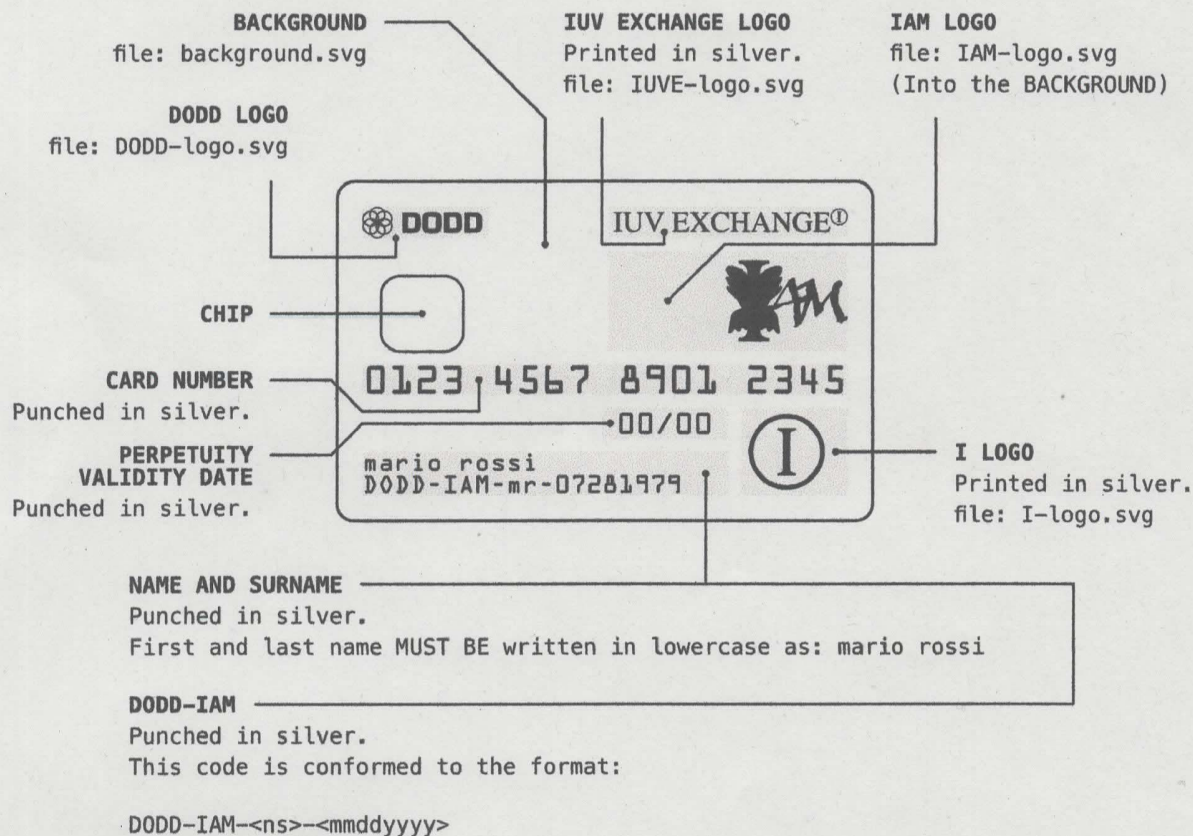 BACKGROUND
file: background.svg
IUV EXCHANGE LOGO
Printed in silver.
file: IUVE-logo.svg
IAM LOGO
file: IAM-logo.svg
(Into the BACKGROUND)
DODD LOGO
file: DODD-logo.svg
DODD
IUV EXCHANGE Ⓘ
AM
CHIP
0123 4567 8901 2345
CARD NUMBER
Punched in silver.
00/00
PERPETUITY
VALIDITY DATE
Punched in silver.
mario rossi
DODD-IAM-mr-07281979
I
I LOGO
Printed in silver.
file: I-logo.svg
NAME AND SURNAME
Punched in silver.
First and last name MUST BE written in lowercase as: mario rossi
DODD-IAM
Punched in silver.
This code is conformed to the format:
DODD-IAM-<ns>-<mmddyyyy>